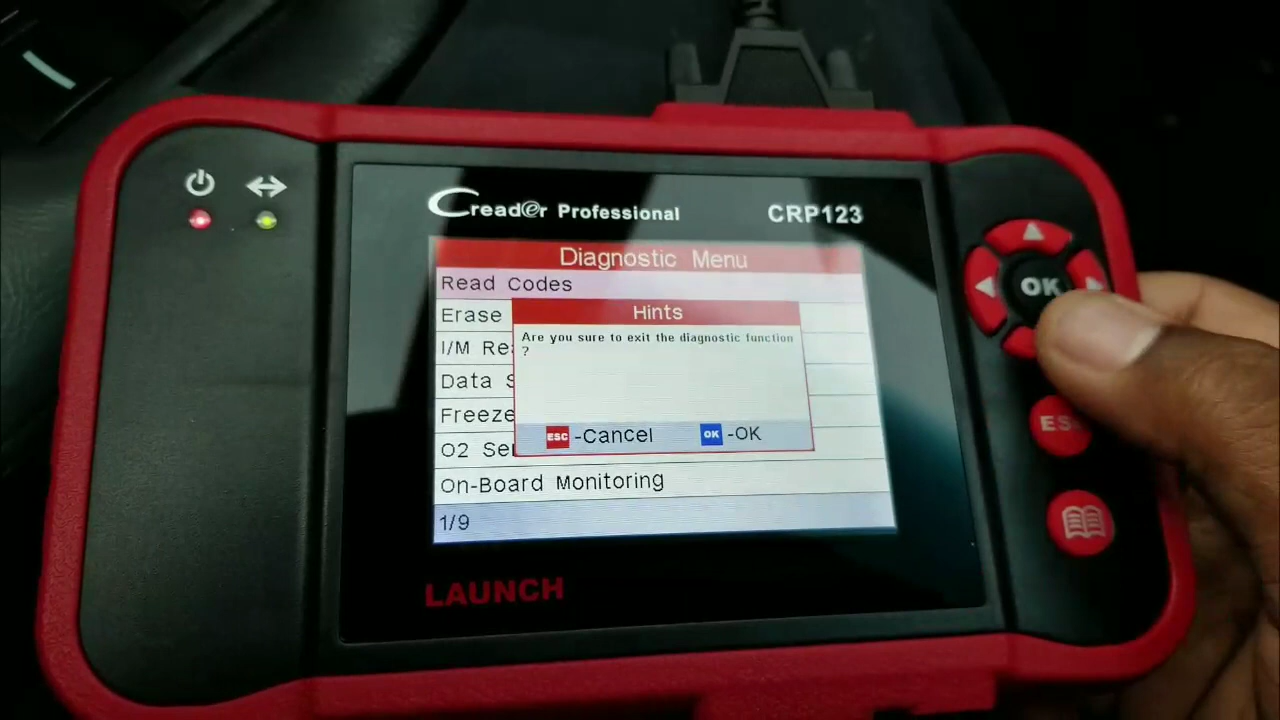 Creader Professional CRP123
Diagnostic Menu
Read Codes
Erase
Hints
Are you sure to exit the diagnostic function
?
I/M Re
Data S
Freeze
O2 Se
ESC -Cancel OK -OK
On-Board Monitoring
1/9
LAUNCH
OK
ES